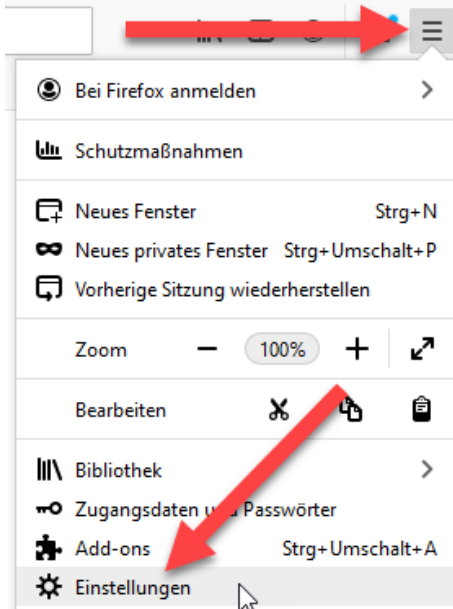 Bei Firefox anmelden
Schutzmaßnahmen
Neues Fenster Strg+N
Neues privates Fenster Strg+Umschalt+P
Vorherige Sitzung wiederherstellen
Zoom 100%
Bearbeiten
Bibliothek
Zugangsdaten Passwörter
Add-ons Strg+Umschalt+A
Einstellungen